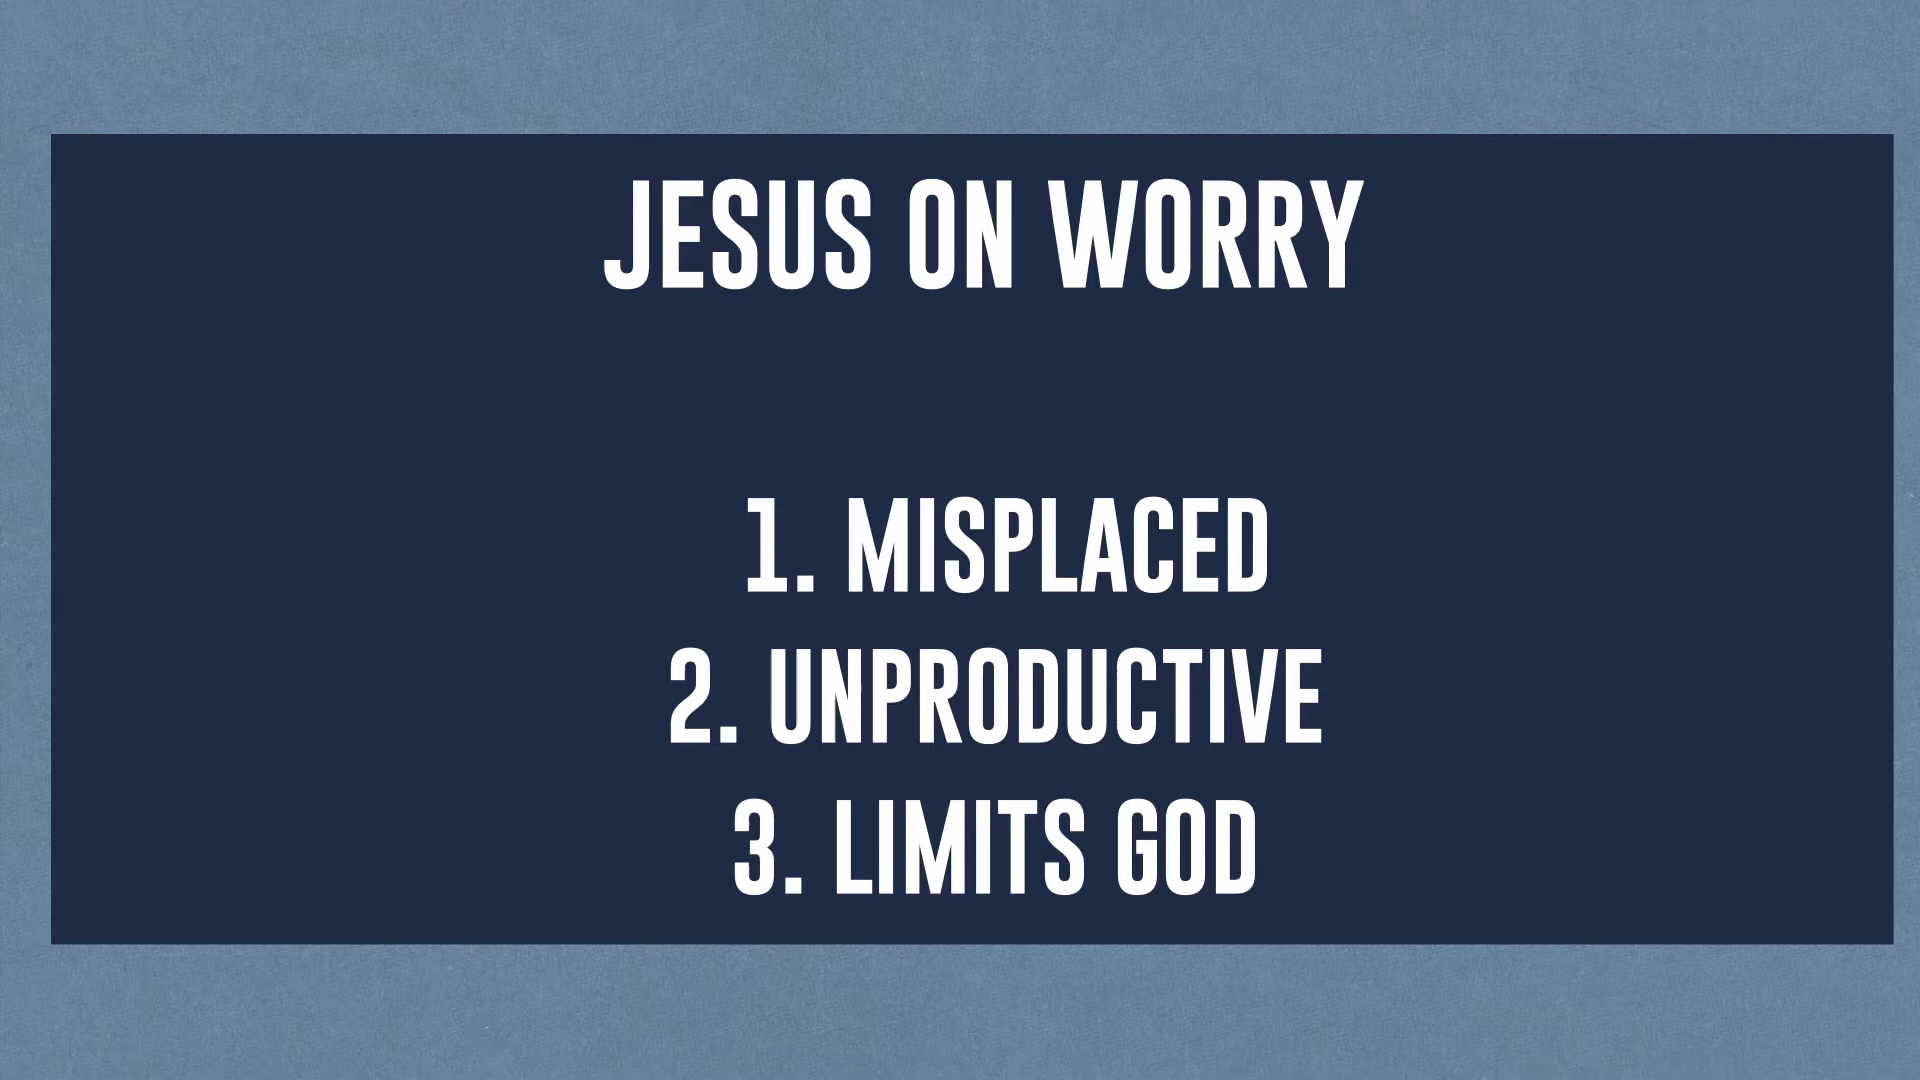 JESUS ON WORRY
1. MISPLACED
2. UNPRODUCTIVE
3. LIMITS GOD